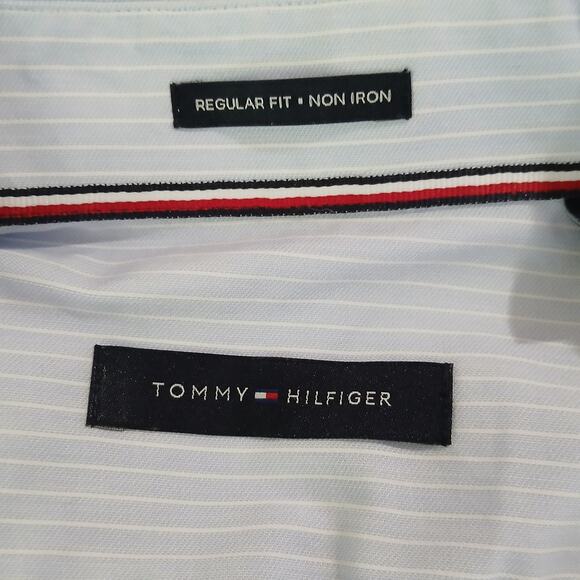 REGULAR FIT ▪ NON IRON
TOMMY HILFIGER